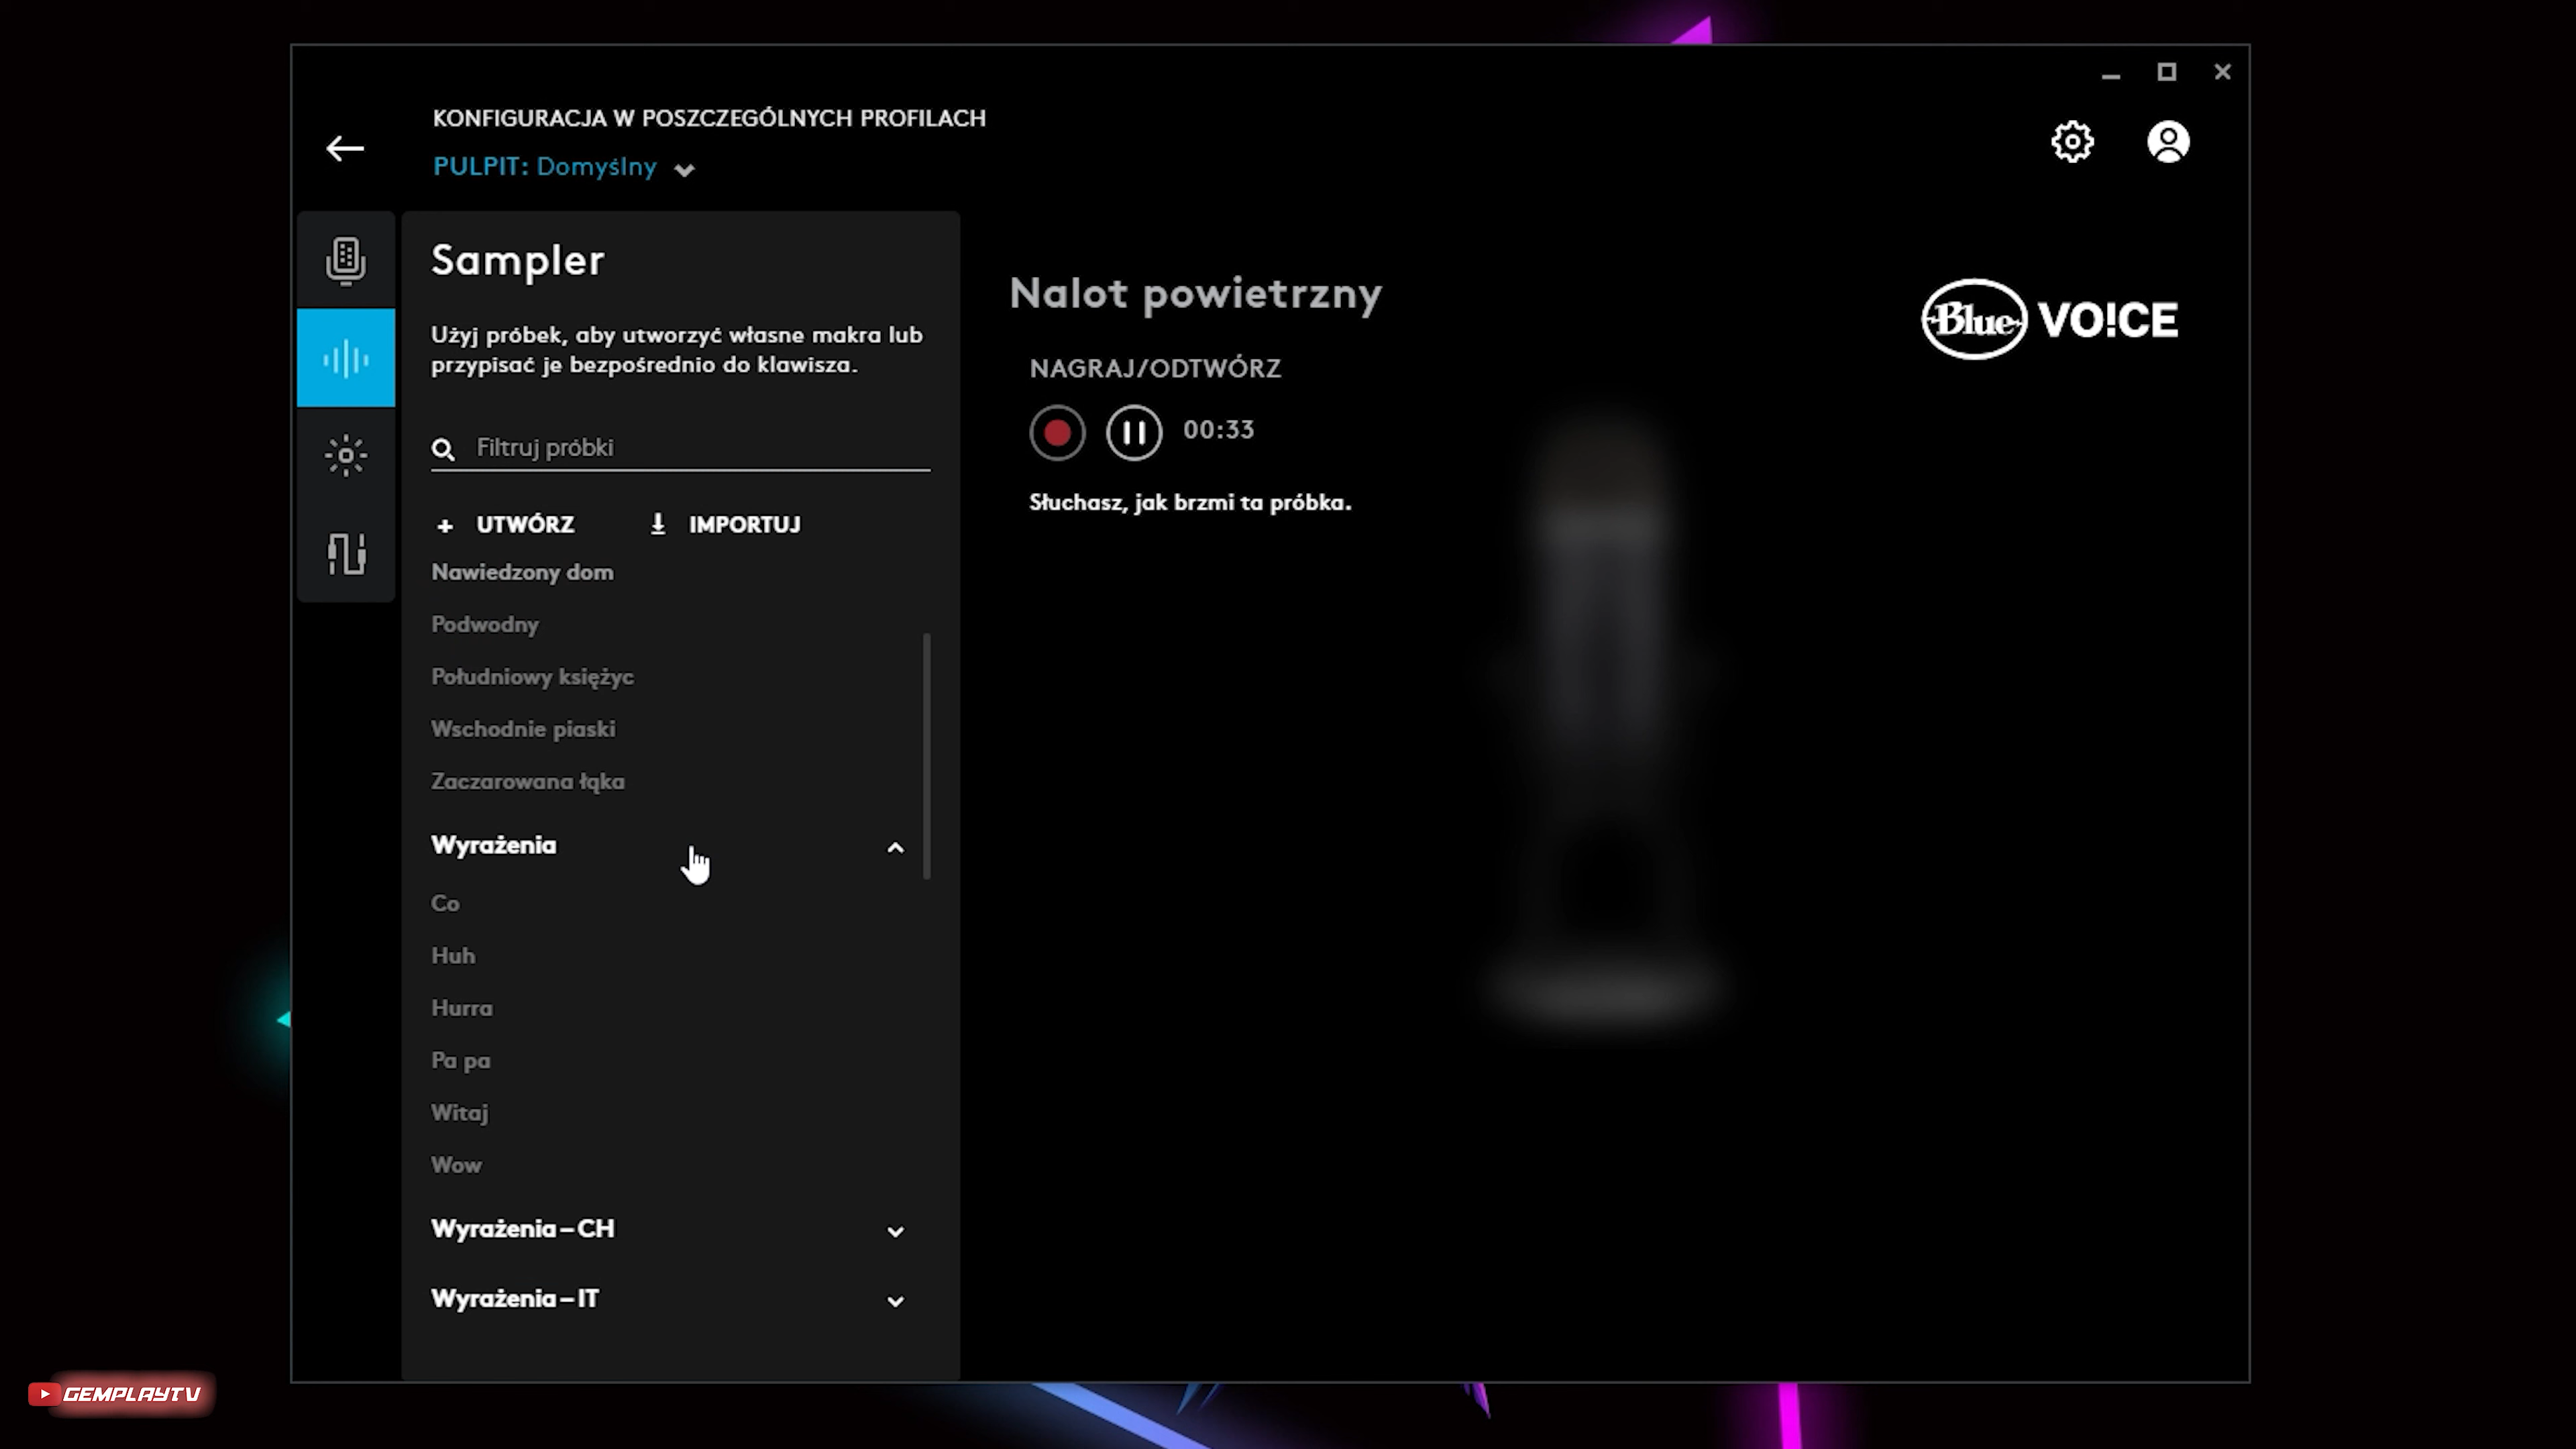 KONFIGURACJA W POSZCZEGÓLNYCH PROFILACH
PULPIT: Domyślny
Sampler
Użyj próbek, aby utworzyć własne makra lub
przypisać je bezpośrednio do klawisza.
Filtruj próbki
+ UTWÓRZ
IMPORTUJ
Nawiedzony dom
Podwodny
Południowy księżyc
Wschodnie piaski
Zaczarowana łąka
Wyrażenia
Co
Huh
Hurra
Pa pa
Witaj
Wow
Wyrażenia – CH
Wyrażenia – IT
Nalot powietrzny
NAGRAJ/ODTWÓRZ
00:33
Słuchasz, jak brzmi ta próbka.
Blue VO!CE
GEMPLAYTV